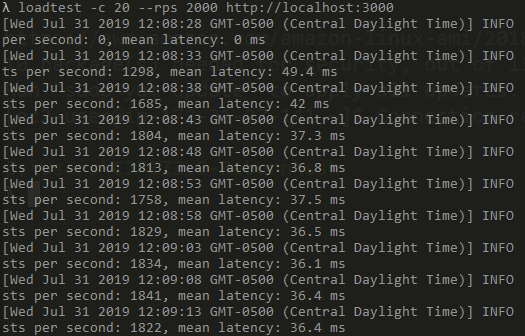 λ loadtest -c 20 --rps 2000 http://localhost:3000
[Wed Jul 31 2019 12:08:28 GMT-0500 (Central Daylight Time)] INFO
per second: 0, mean latency: 0 ms
[Wed Jul 31 2019 12:08:33 GMT-0500 (Central Daylight Time)] INFO
ts per second: 1298, mean latency: 49.4 ms
[Wed Jul 31 2019 12:08:38 GMT-0500 (Central Daylight Time)] INFO
sts per second: 1685, mean latency: 42 ms
[Wed Jul 31 2019 12:08:43 GMT-0500 (Central Daylight Time)] INFO
sts per second: 1804, mean latency: 37.3 ms
[Wed Jul 31 2019 12:08:48 GMT-0500 (Central Daylight Time)] INFO
sts per second: 1813, mean latency: 36.8 ms
[Wed Jul 31 2019 12:08:53 GMT-0500 (Central Daylight Time)] INFO
sts per second: 1758, mean latency: 37.5 ms
[Wed Jul 31 2019 12:08:58 GMT-0500 (Central Daylight Time)] INFO
sts per second: 1829, mean latency: 36.5 ms
[Wed Jul 31 2019 12:09:03 GMT-0500 (Central Daylight Time)] INFO
sts per second: 1834, mean latency: 36.1 ms
[Wed Jul 31 2019 12:09:08 GMT-0500 (Central Daylight Time)] INFO
sts per second: 1841, mean latency: 36.4 ms
[Wed Jul 31 2019 12:09:13 GMT-0500 (Central Daylight Time)] INFO
sts per second: 1822, mean latency: 36.4 ms